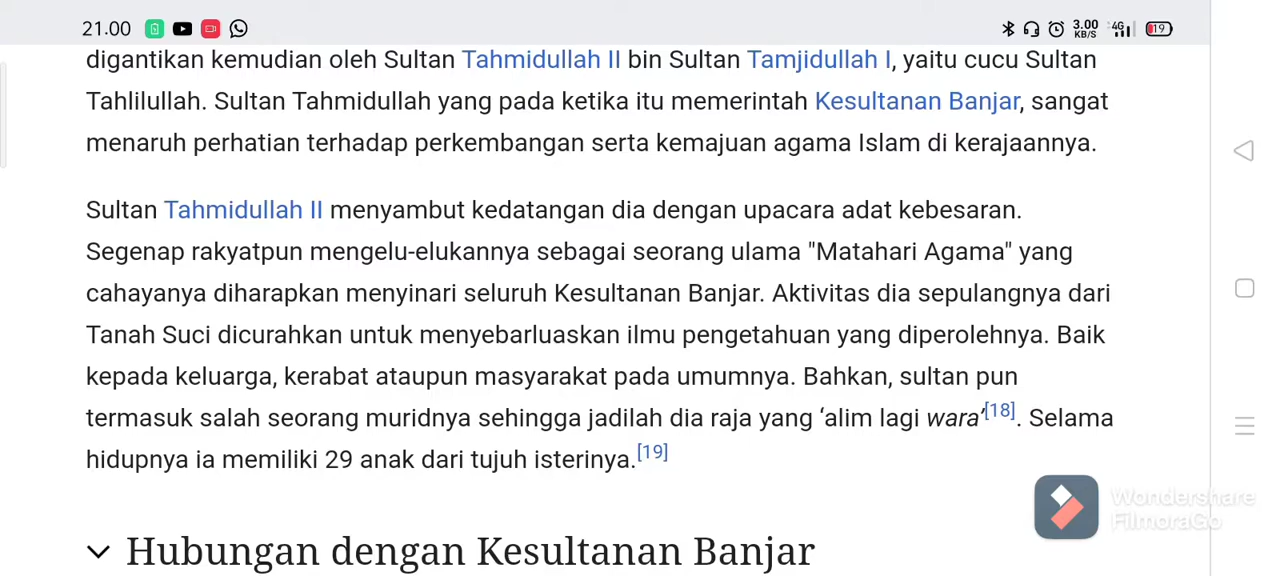 21.00 3.00 KB/S 4G 19
digantikan kemudian oleh Sultan Tahmidullah II bin Sultan Tamjidullah I, yaitu cucu Sultan
Tahlilullah. Sultan Tahmidullah yang pada ketika itu memerintah Kesultanan Banjar, sangat
menaruh perhatian terhadap perkembangan serta kemajuan agama Islam di kerajaannya.
Sultan Tahmidullah II menyambut kedatangan dia dengan upacara adat kebesaran.
Segenap rakyatpun mengelu-elukannya sebagai seorang ulama "Matahari Agama" yang
cahayanya diharapkan menyinari seluruh Kesultanan Banjar. Aktivitas dia sepulangnya dari
Tanah Suci dicurahkan untuk menyebarluaskan ilmu pengetahuan yang diperolehnya. Baik
kepada keluarga, kerabat ataupun masyarakat pada umumnya. Bahkan, sultan pun
termasuk salah seorang muridnya sehingga jadilah dia raja yang ‘alim lagi wara’[18]. Selama
hidupnya ia memiliki 29 anak dari tujuh isterinya.[19]
Wondershare
FilmoraGo
Hubungan dengan Kesultanan Banjar